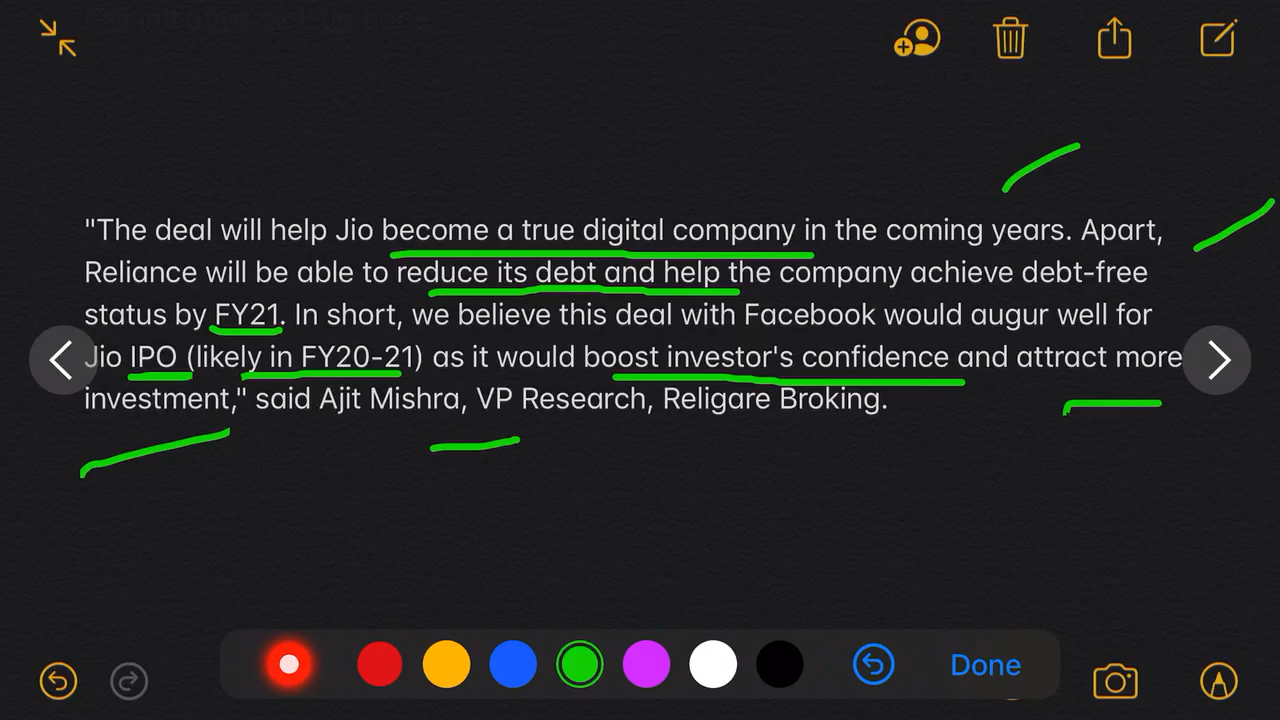 "The deal will help Jio become a true digital company in the coming years. Apart,
Reliance will be able to reduce its debt and help the company achieve debt-free
status by FY21. In short, we believe this deal with Facebook would augur well for
Jio IPO (likely in FY20-21) as it would boost investor's confidence and attract more
investment," said Ajit Mishra, VP Research, Religare Broking.
Done